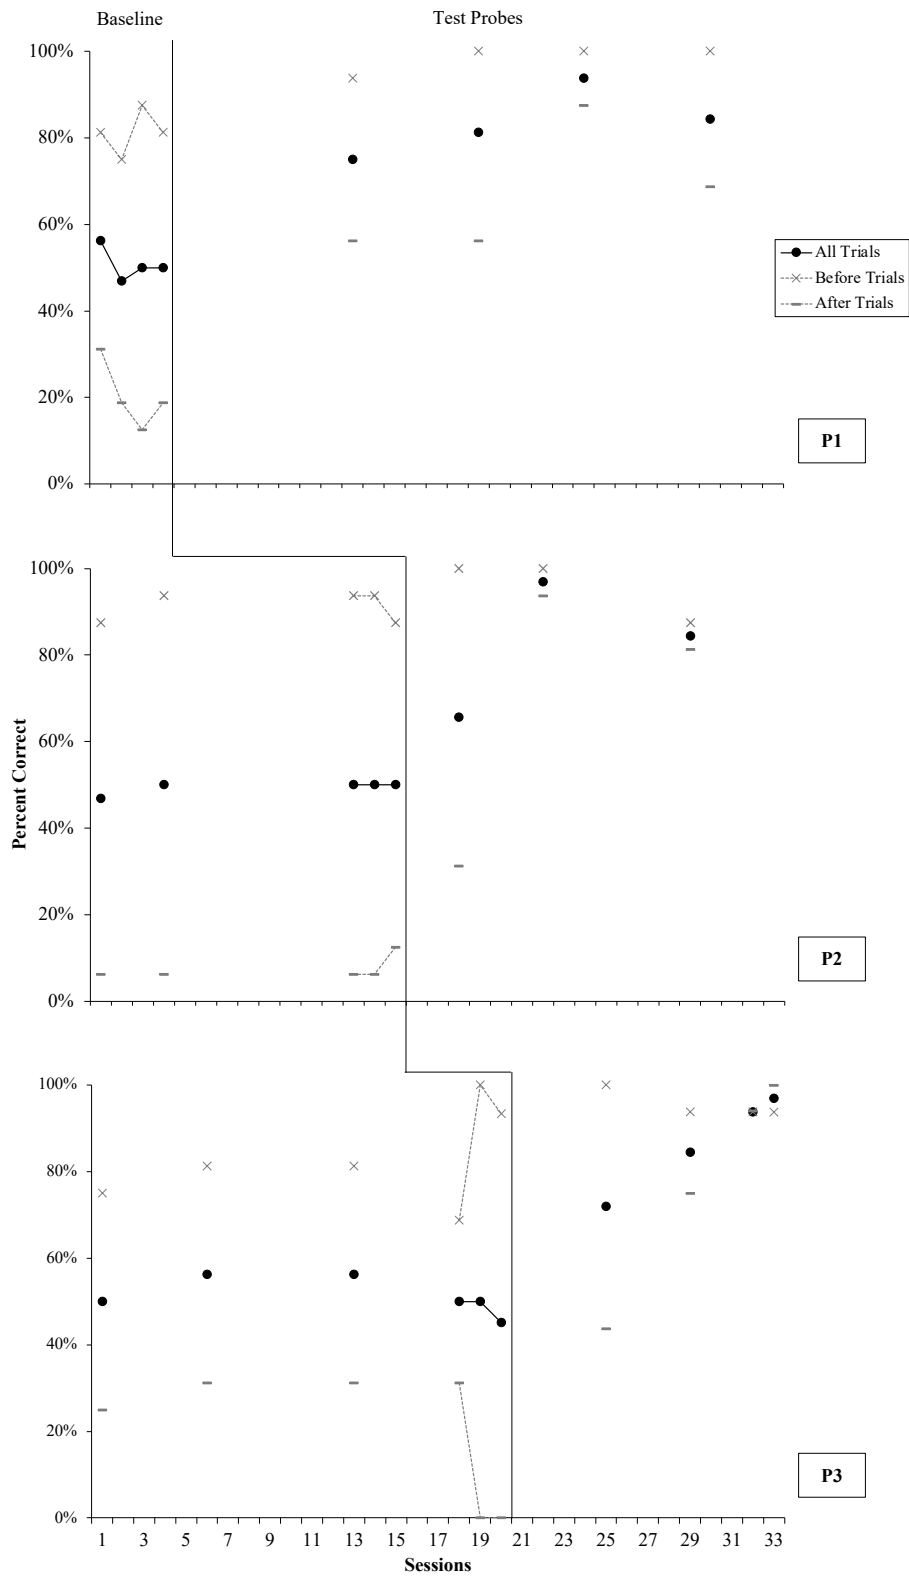 Baseline
Test Probes
100%
80%
60%
40%
20%
0%
All Trials
Before Trials
After Trials
P1
100%
80%
60%
40%
20%
0%
Percent Correct
P2
100%
80%
60%
40%
20%
0%
P3
1 3 5 7 9 11 13 15 17 19 21 23 25 27 29 31 33
Sessions